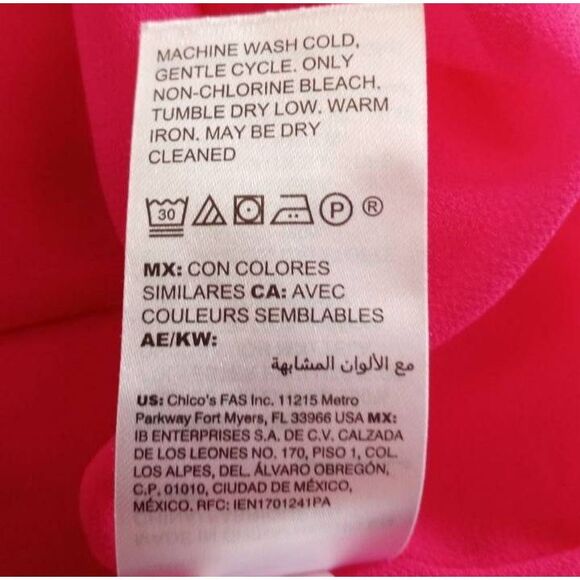 MACHINE WASH COLD,
GENTLE CYCLE. ONLY
NON-CHLORINE BLEACH.
TUMBLE DRY LOW. WARM
IRON. MAY BE DRY
CLEANED
30 P ®
MX: CON COLORES
SIMILARES CA: AVEC
COULEURS SEMBLABLES
AE/KW:
مع الألوان المشابهة
US: Chico's FAS Inc. 11215 Metro
Parkway Fort Myers, FL 33966 USA MX:
IB ENTERPRISES S.A. DE C.V. CALZADA
DE LOS LEONES NO. 170, PISO 1, COL.
LOS ALPES, DEL. ÁLVARO OBREGÓN,
C.P. 01010, CIUDAD DE MÉXICO,
MÉXICO. RFC: IEN1701241PA